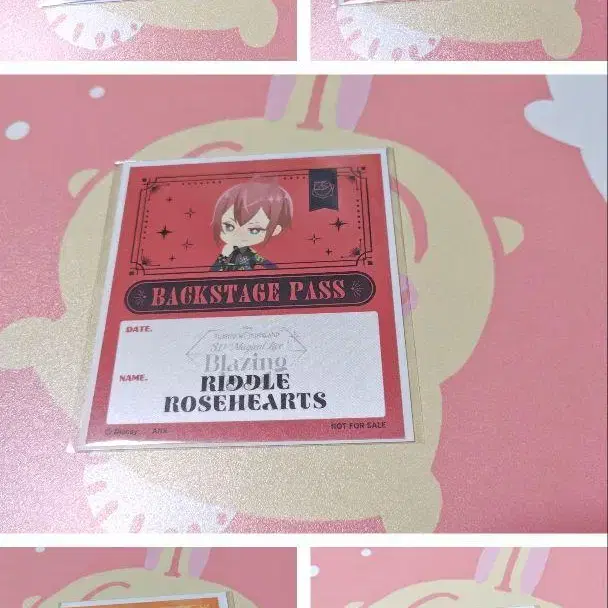 BACKSTAGE PASS
DATE.
Blazing
NAME.
RIDDLE
ROSEHEARTS
© Disney
NOT FOR SALE